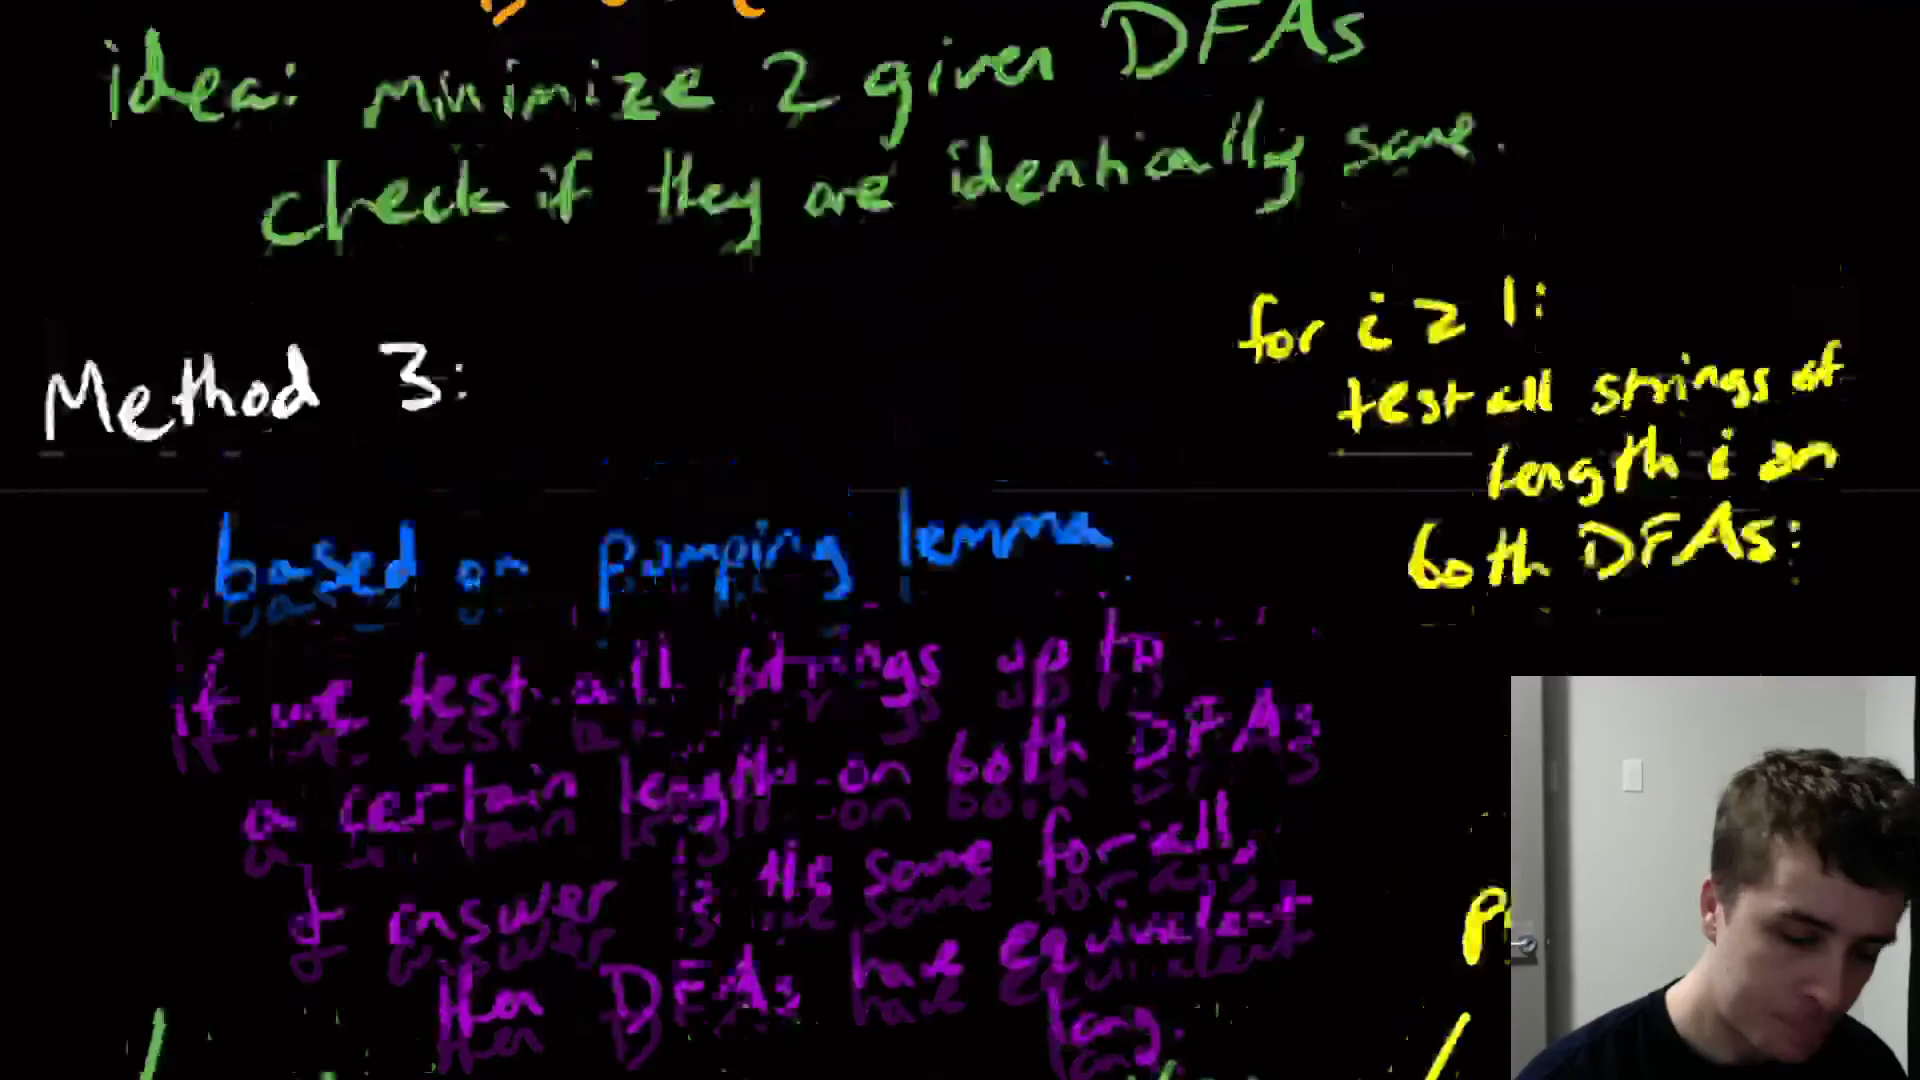 idea: minimize 2 given DFAs
check if they are identically same.
Method 3:
for i ≥ 1:
test all strings of
length i on
both DFAs:
based on pumping lemma
if we test all strings up to
a certain length on both DFAs
& answer is the same for all,
then DFAs have equivalent
lang.